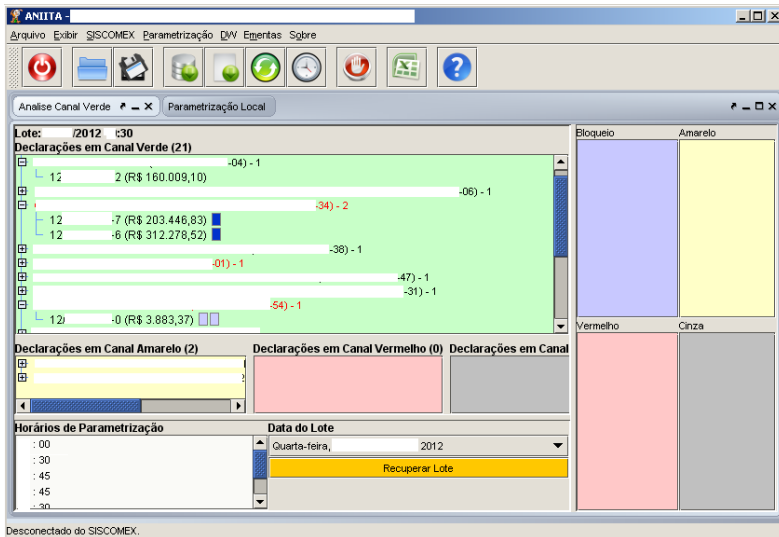 ANIITA -
Arquivo Exibir SISCOMEX Parametrização DW Ementas Sobre
Analise Canal Verde Parametrização Local
Lote: /2012 :30
Declarações em Canal Verde (21)
-04) - 1
12 2 (R$ 160.009,10)
-06) - 1
-34) - 2
12 -7 (R$ 203.446,83)
12 -6 (R$ 312.278,52)
-38) - 1
-01) - 1
-47) - 1
-31) - 1
-54) - 1
12 -0 (R$ 3.883,37)
Declarações em Canal Amarelo (2)
Declarações em Canal Vermelho (0)
Declarações em Canal
Horários de Parametrização
: 00
: 30
: 45
: 45
: 30
Data do Lote
Quarta-feira, 2012
Recuperar Lote
Bloqueio
Amarelo
Vermelho
Cinza
Desconectado do SISCOMEX.